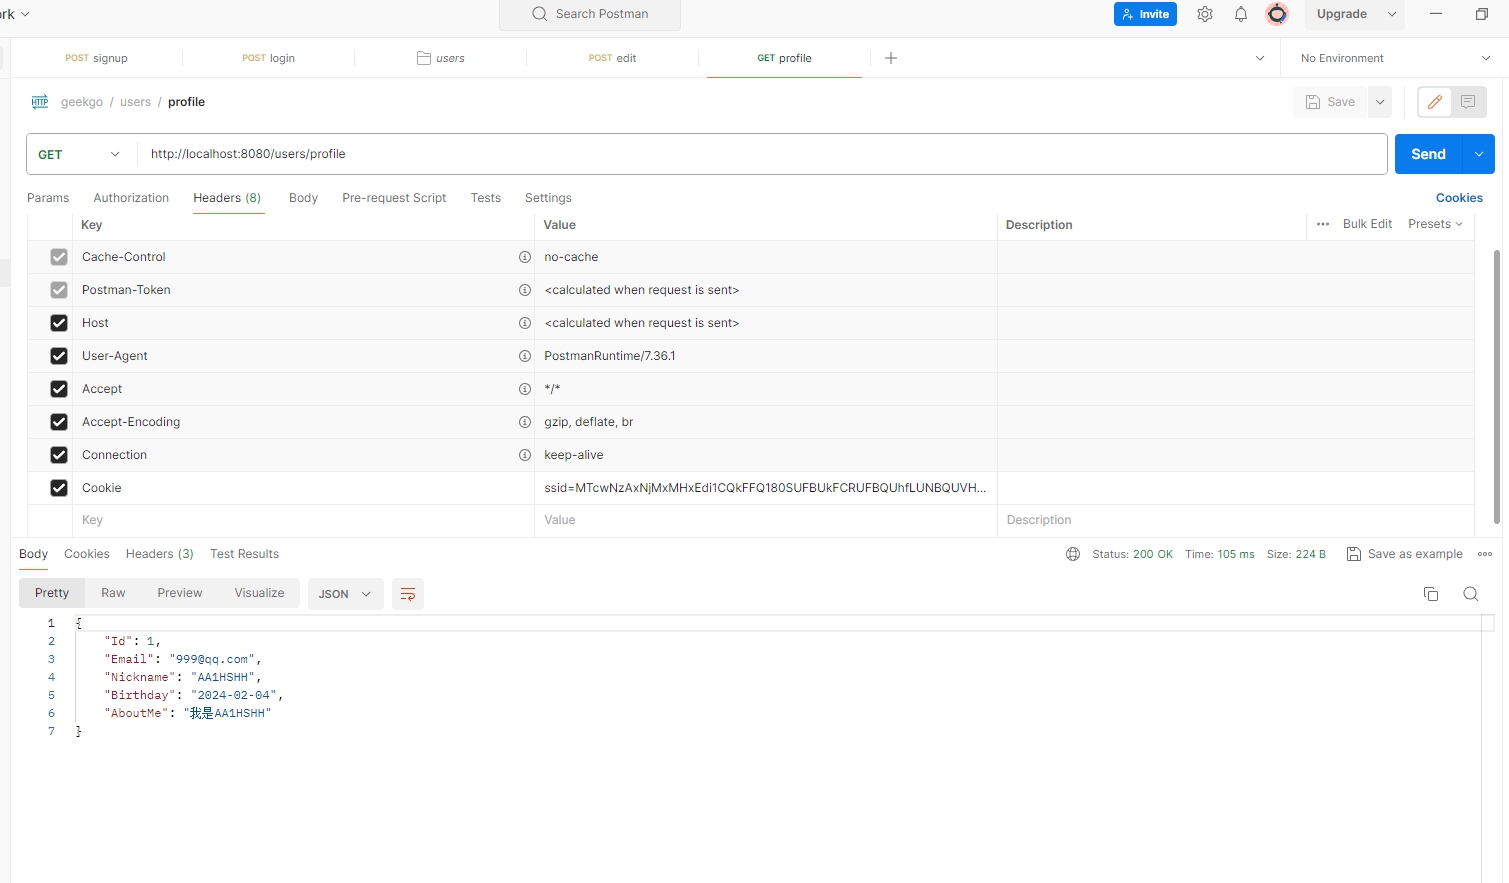 rk
Search Postman
Invite
Upgrade
POST signup
POST login
users
POST edit
GET profile
No Environment
HTTP geekgo / users / profile
Save
GET http://localhost:8080/users/profile
Send
Params Authorization Headers (8) Body Pre-request Script Tests Settings
Cookies
Key Value Description
Bulk Edit Presets
Cache-Control no-cache
Postman-Token <calculated when request is sent>
Host <calculated when request is sent>
User-Agent PostmanRuntime/7.36.1
Accept */*
Accept-Encoding gzip, deflate, br
Connection keep-alive
Cookie ssid=MTcwNzAxNjMxMHxEdi1CQkFFQ180SUFBUkFCRUFBQUhfLUNBQUVH...
Key Value Description
Body Cookies Headers (3) Test Results
Status: 200 OK Time: 105 ms Size: 224 B
Save as example
Pretty Raw Preview Visualize JSON
1 {
2 "Id": 1,
3 "Email": "999@qq.com",
4 "Nickname": "AA1HSHH",
5 "Birthday": "2024-02-04",
6 "AboutMe": "我是AA1HSHH"
7 }